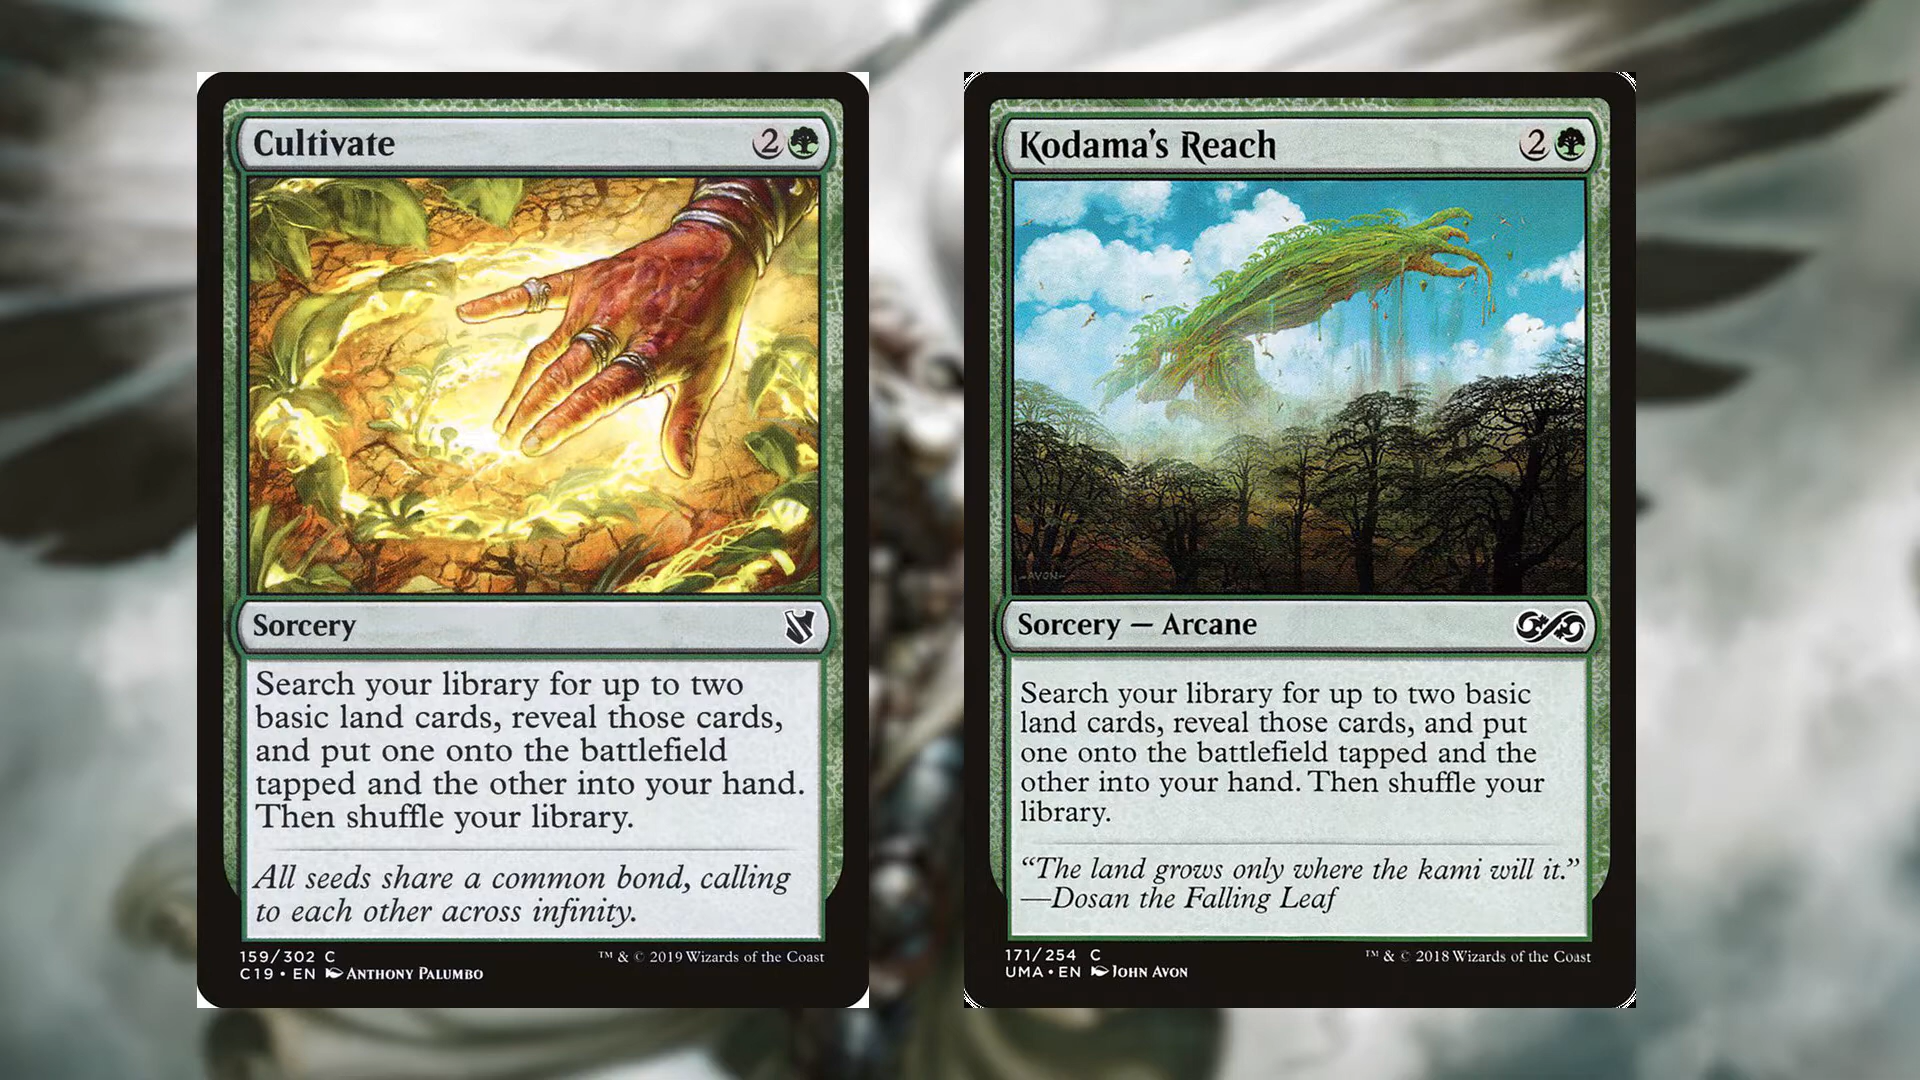 Cultivate 2
Sorcery
Search your library for up to two
basic land cards, reveal those cards,
and put one onto the battlefield
tapped and the other into your hand.
Then shuffle your library.
All seeds share a common bond, calling
to each other across infinity.
159/302 C
C19 • EN Anthony Palumbo
™ & © 2019 Wizards of the Coast
Kodama's Reach 2
-AVON-
Sorcery — Arcane
Search your library for up to two basic
land cards, reveal those cards, and put
one onto the battlefield tapped and the
other into your hand. Then shuffle your
library.
“The land grows only where the kami will it.”
—Dosan the Falling Leaf
171/254 C
UMA • EN John Avon
™ & © 2018 Wizards of the Coast